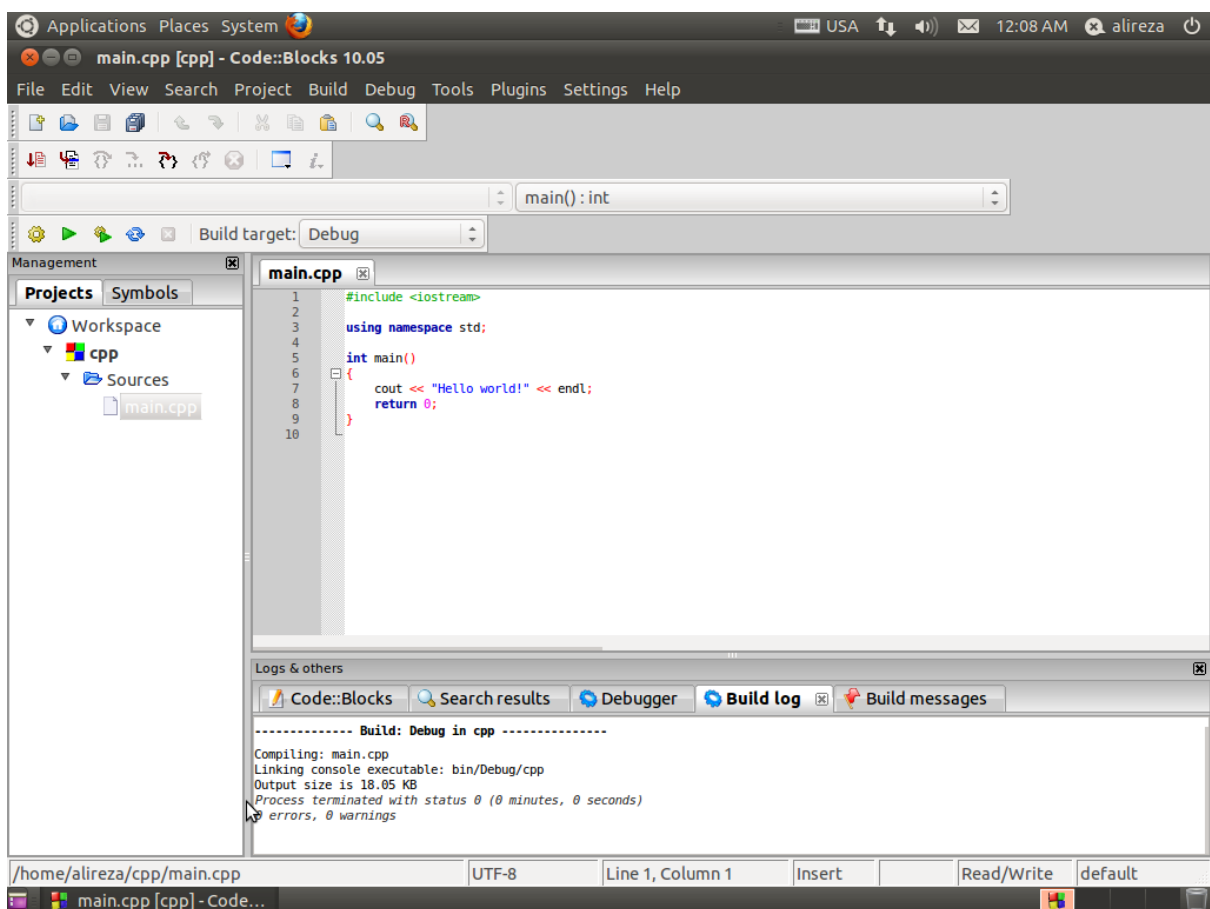 Applications Places System USA 12:08 AM alireza
main.cpp [cpp] - Code::Blocks 10.05
File Edit View Search Project Build Debug Tools Plugins Settings Help
main() : int
Build target: Debug
Management
Projects Symbols
Workspace
cpp
Sources
main.cpp
main.cpp
1 #include <iostream>
2
3 using namespace std;
4
5 int main()
6 {
7 cout << "Hello world!" << endl;
8 return 0;
9 }
10
Logs & others
Code::Blocks Search results Debugger Build log Build messages
-------------- Build: Debug in cpp ---------------
Compiling: main.cpp
Linking console executable: bin/Debug/cpp
Output size is 18.05 KB
Process terminated with status 0 (0 minutes, 0 seconds)
0 errors, 0 warnings
/home/alireza/cpp/main.cpp UTF-8 Line 1, Column 1 Insert Read/Write default
main.cpp [cpp] - Code...